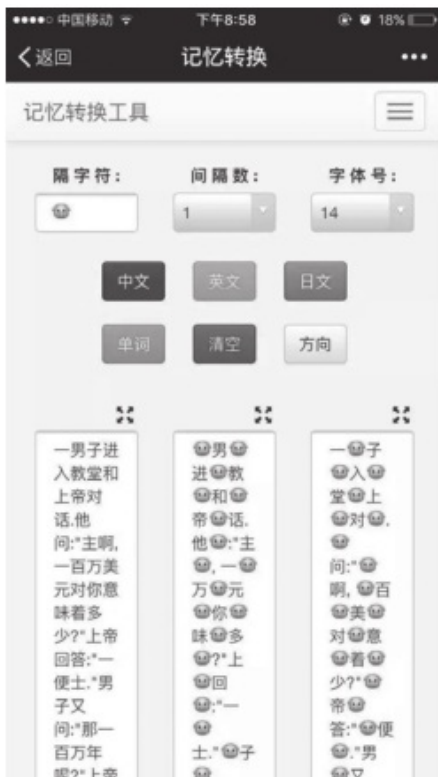 中国移动 下午8:58 18%
返回 记忆转换
记忆转换工具
隔字符: 间隔数: 字体号:
😐 1 14
中文 英文 日文
单词 清空 方向
一男子进
入教堂和
上帝对
话.他
问:"主啊,
一百万美
元对你意
味着多
少?"上帝
回答:"一
便士."男
子又
问:"那一
百万年
呢?"上帝
😐男😐
进😐教
😐和😐
帝😐话.
他😐:"主
😐, 一😐
万😐元
😐你😐
味😐多
😐?"上
😐回
😐:"一
😐
士."😐子
😐
一😐子
😐入😐
堂😐上
😐对😐.
😐
问:"😐
啊, 😐百
😐美😐
对😐意
😐着😐
少?"😐
帝😐
答:"😐便
😐."男
😐又